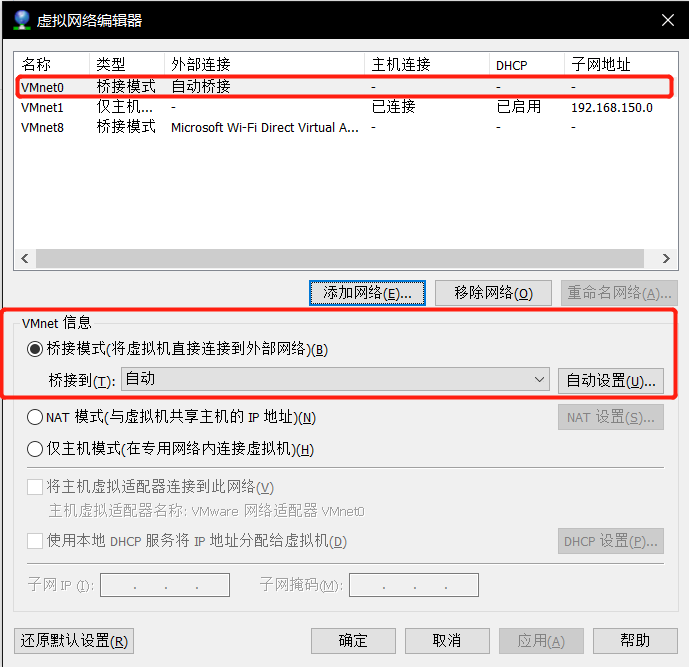 虚拟网络编辑器
名称 类型 外部连接 主机连接 DHCP 子网地址
VMnet0 桥接模式 自动桥接 - - -
VMnet1 仅主机... - 已连接 已启用 192.168.150.0
VMnet8 桥接模式 Microsoft Wi-Fi Direct Virtual A... - - -
添加网络(E)... 移除网络(O) 重命名网络(A)...
VMnet 信息
桥接模式(将虚拟机直接连接到外部网络)(B)
桥接到(T): 自动 自动设置(U)...
NAT 模式(与虚拟机共享主机的 IP 地址)(N) NAT 设置(S)...
仅主机模式(在专用网络内连接虚拟机)(H)
将主机虚拟适配器连接到此网络(V)
主机虚拟适配器名称: VMware 网络适配器 VMnet0
使用本地 DHCP 服务将 IP 地址分配给虚拟机(D) DHCP 设置(P)...
子网 IP (I): . . . 子网掩码(M): . . .
还原默认设置(R) 确定 取消 应用(A) 帮助